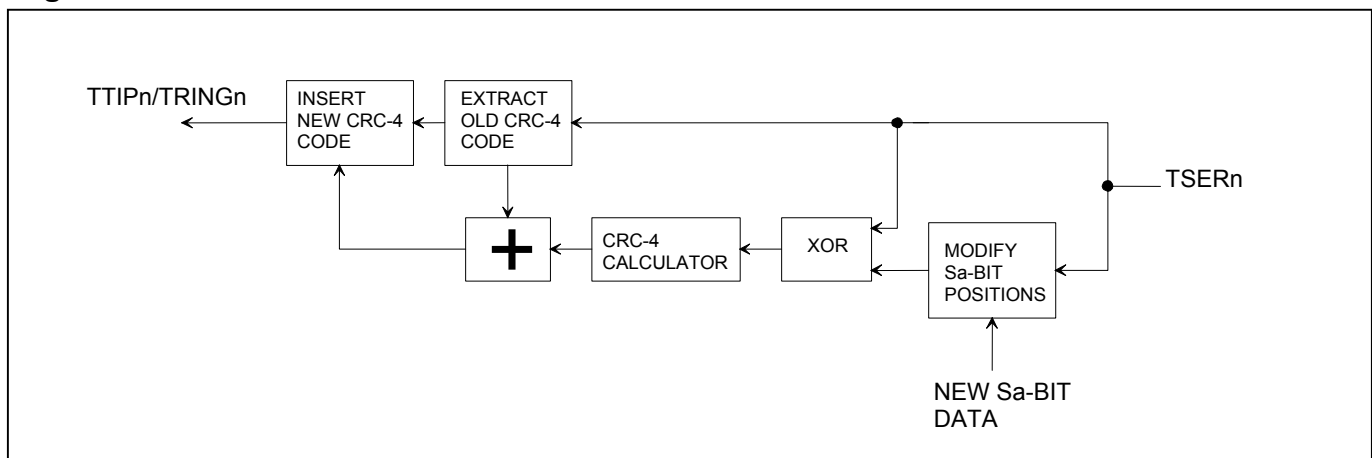 TTIPn/TRINGn
INSERT
NEW CRC-4
CODE
EXTRACT
OLD CRC-4
CODE
TSERn
+
CRC-4
CALCULATOR
XOR
MODIFY
Sa-BIT
POSITIONS
NEW Sa-BIT
DATA